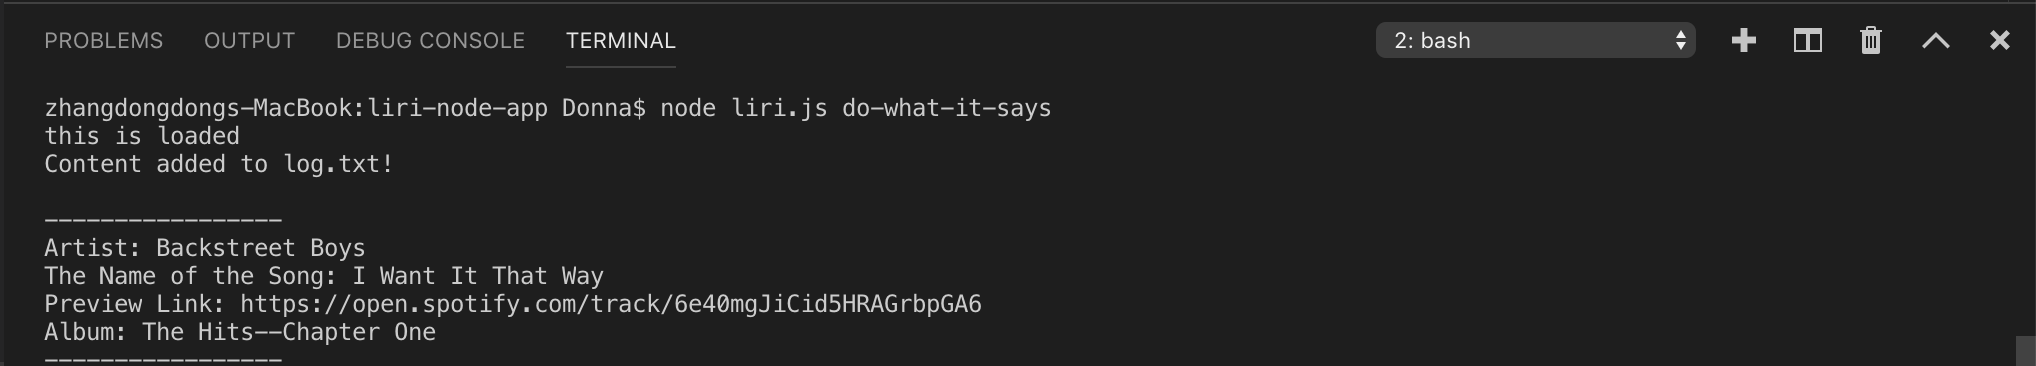 PROBLEMS OUTPUT DEBUG CONSOLE TERMINAL 2: bash
zhangdongdongs-MacBook:liri-node-app Donna$ node liri.js do-what-it-says
this is loaded
Content added to log.txt!
-----------------
Artist: Backstreet Boys
The Name of the Song: I Want It That Way
Preview Link: https://open.spotify.com/track/6e40mgJiCid5HRAGrbpGA6
Album: The Hits--Chapter One
-----------------